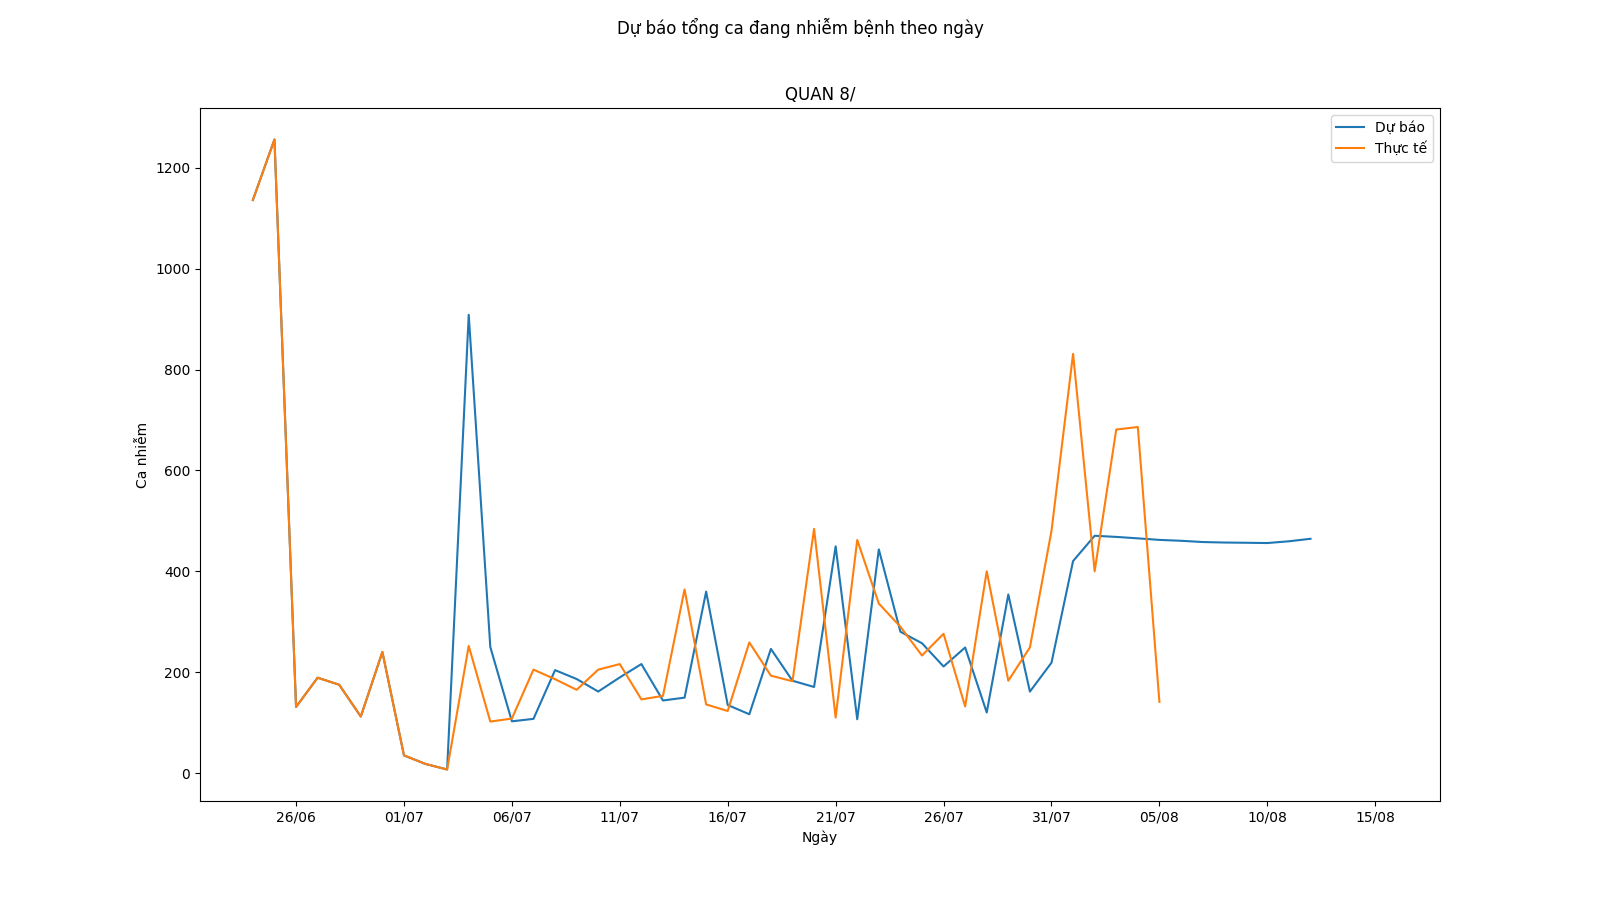 Dự báo tổng ca đang nhiễm bệnh theo ngày
QUAN 8/
Dự báo
Thực tế
1200
1000
800
600
400
200
0
Ca nhiễm
26/06 01/07 06/07 11/07 16/07 21/07 26/07 31/07 05/08 10/08 15/08
Ngày